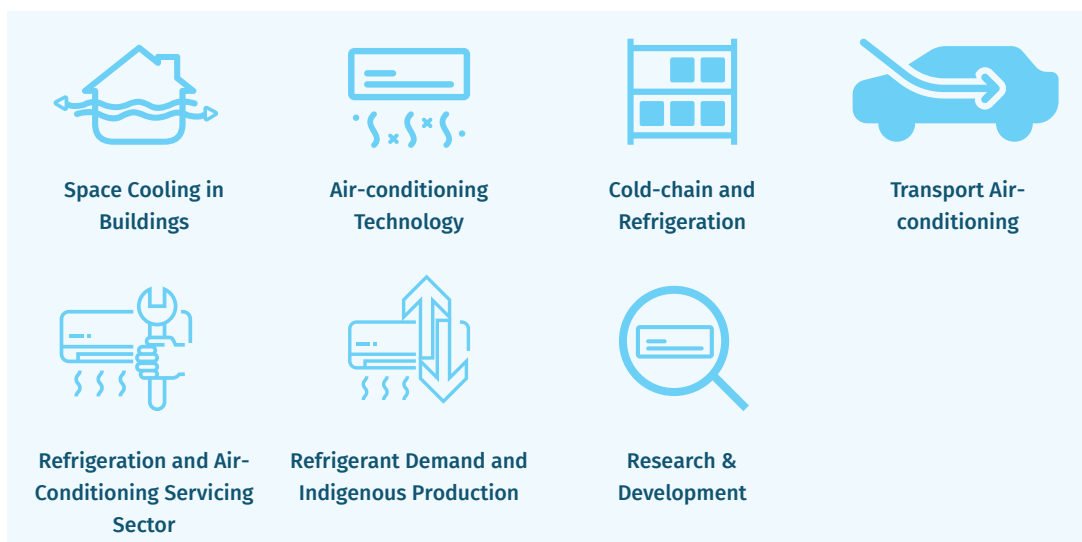 Space Cooling in
Buildings
Air-conditioning
Technology
Cold-chain and
Refrigeration
Transport Air-
conditioning
Refrigeration and Air-
Conditioning Servicing
Sector
Refrigerant Demand and
Indigenous Production
Research &
Development